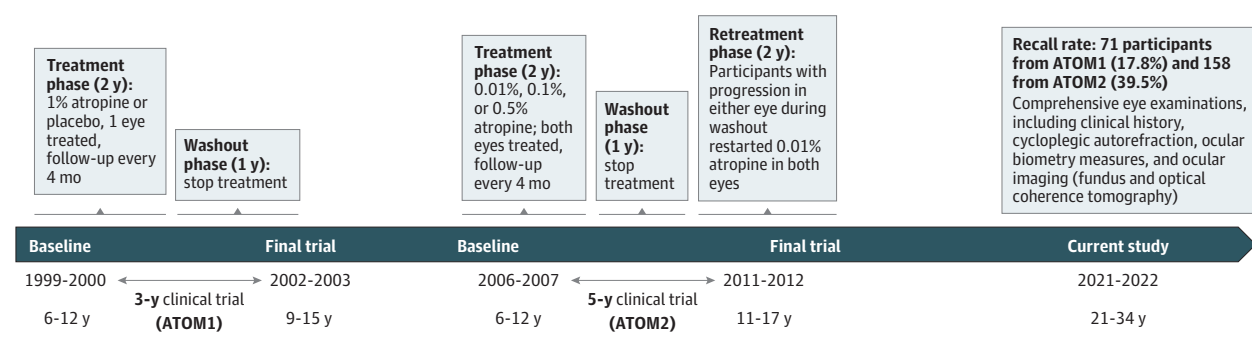 Treatment
phase (2 y):
1% atropine or
placebo, 1 eye
treated,
follow-up every
4 mo
Washout
phase (1 y):
stop treatment
Treatment
phase (2 y):
0.01%, 0.1%,
or 0.5%
atropine; both
eyes treated,
follow-up
every 4 mo
Washout
phase
(1 y):
stop
treatment
Retreatment
phase (2 y):
Participants with
progression in
either eye during
washout
restarted 0.01%
atropine in both
eyes
Recall rate: 71 participants
from ATOM1 (17.8%) and 158
from ATOM2 (39.5%)
Comprehensive eye examinations,
including clinical history,
cycloplegic autorefraction, ocular
biometry measures, and ocular
imaging (fundus and optical
coherence tomography)
Baseline Final trial Baseline Final trial Current study
1999-2000 2002-2003 2006-2007 2011-2012 2021-2022
3-y clinical trial 5-y clinical trial
6-12 y (ATOM1) 9-15 y 6-12 y (ATOM2) 11-17 y 21-34 y